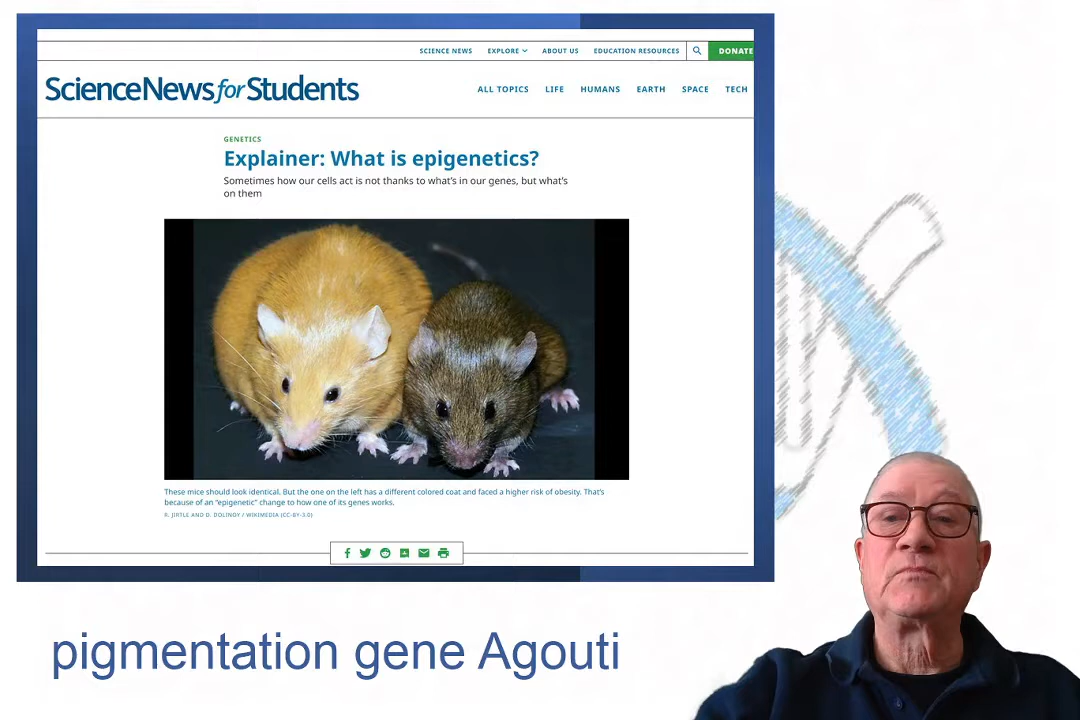 SCIENCE NEWS EXPLORE ABOUT US EDUCATION RESOURCES DONATE
ScienceNewsforStudents
ALL TOPICS LIFE HUMANS EARTH SPACE TECH
GENETICS
Explainer: What is epigenetics?
Sometimes how our cells act is not thanks to what's in our genes, but what's
on them
These mice should look identical. But the one on the left has a different colored coat and faced a higher risk of obesity. That's
because of an "epigenetic" change to how one of its genes works.
R. JIRTLE AND D. DOLINOY / WIKIMEDIA (CC-BY-3.0)
pigmentation gene Agouti